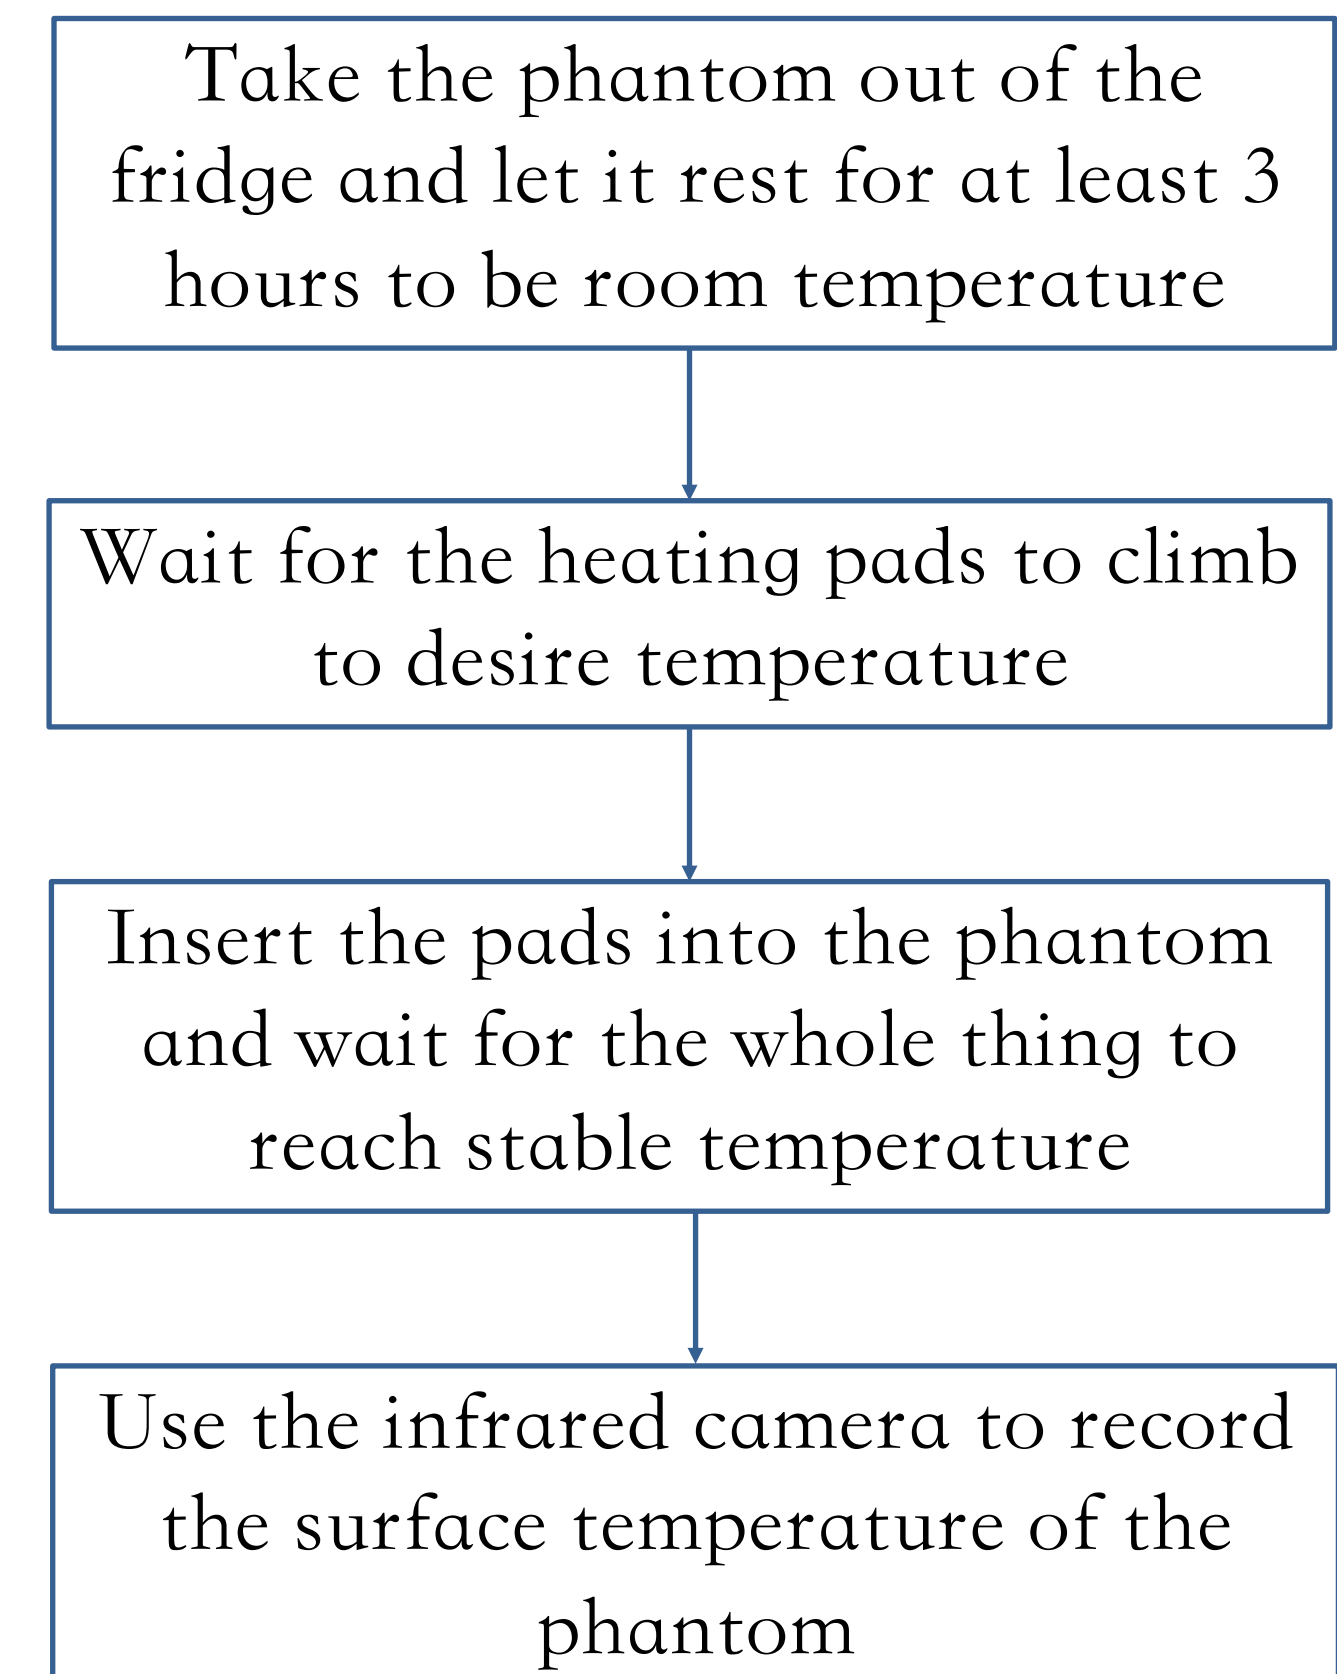 Take the phantom out of the
fridge and let it rest for at least 3
hours to be room temperature
Wait for the heating pads to climb
to desire temperature
Insert the pads into the phantom
and wait for the whole thing to
reach stable temperature
Use the infrared camera to record
the surface temperature of the
phantom